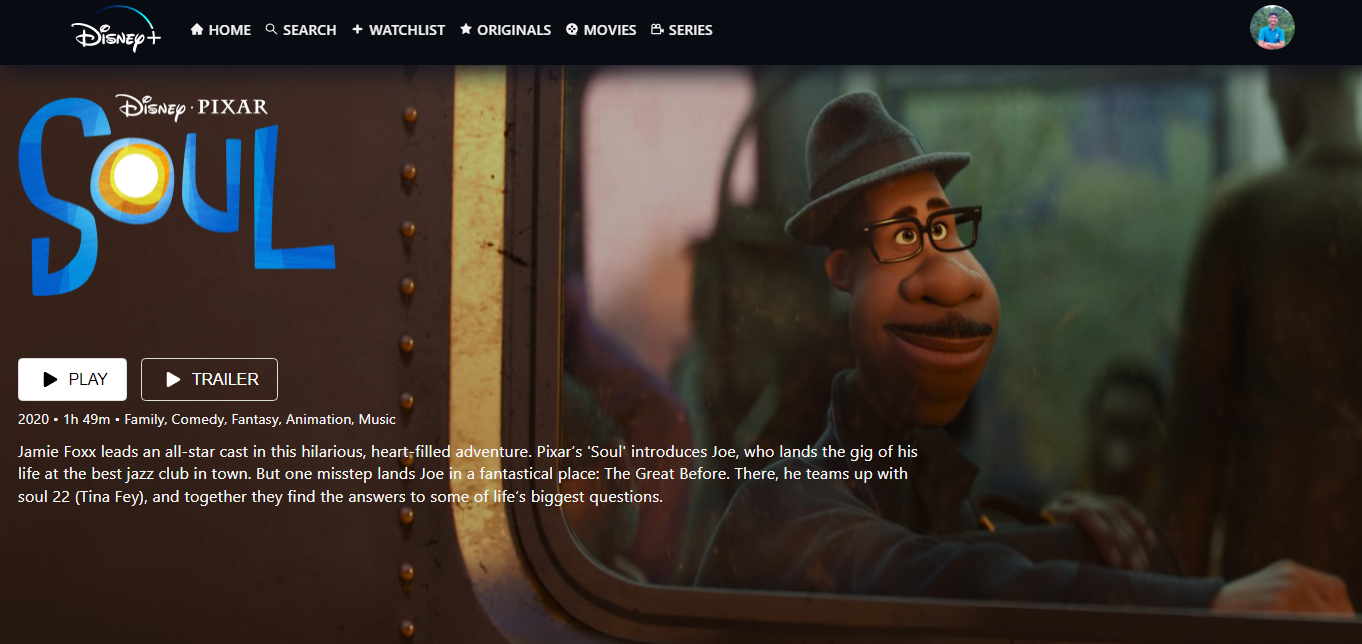 Disney+ HOME SEARCH WATCHLIST ORIGINALS MOVIES SERIES
Disney · PIXAR
SOUL
PLAY TRAILER
2020 • 1h 49m • Family, Comedy, Fantasy, Animation, Music
Jamie Foxx leads an all-star cast in this hilarious, heart-filled adventure. Pixar’s 'Soul' introduces Joe, who lands the gig of his
life at the best jazz club in town. But one misstep lands Joe in a fantastical place: The Great Before. There, he teams up with
soul 22 (Tina Fey), and together they find the answers to some of life’s biggest questions.